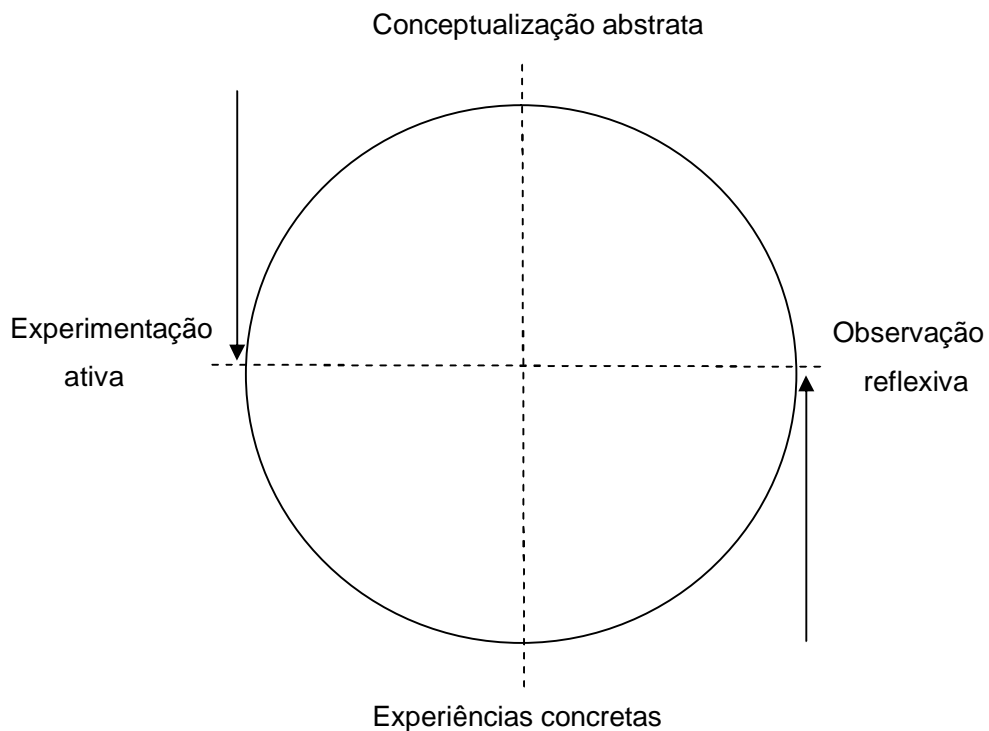 Conceptualização abstrata
Experimentação
ativa
Observação
reflexiva
Experiências concretas